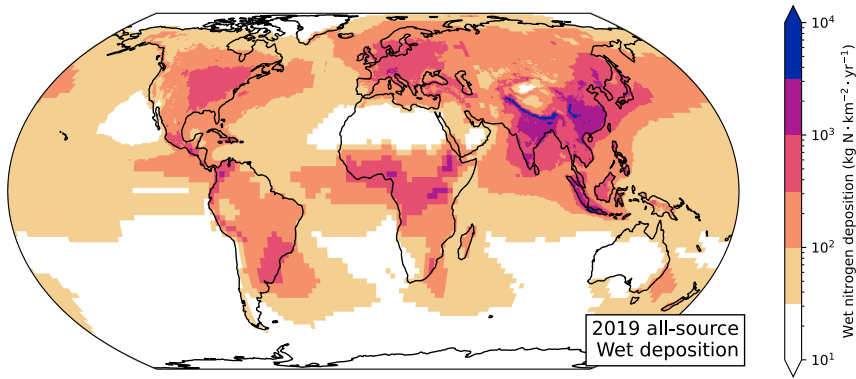 2019 all-source
Wet deposition
10⁴
10³
10²
10¹
Wet nitrogen deposition (kg N · km⁻² · yr⁻¹)